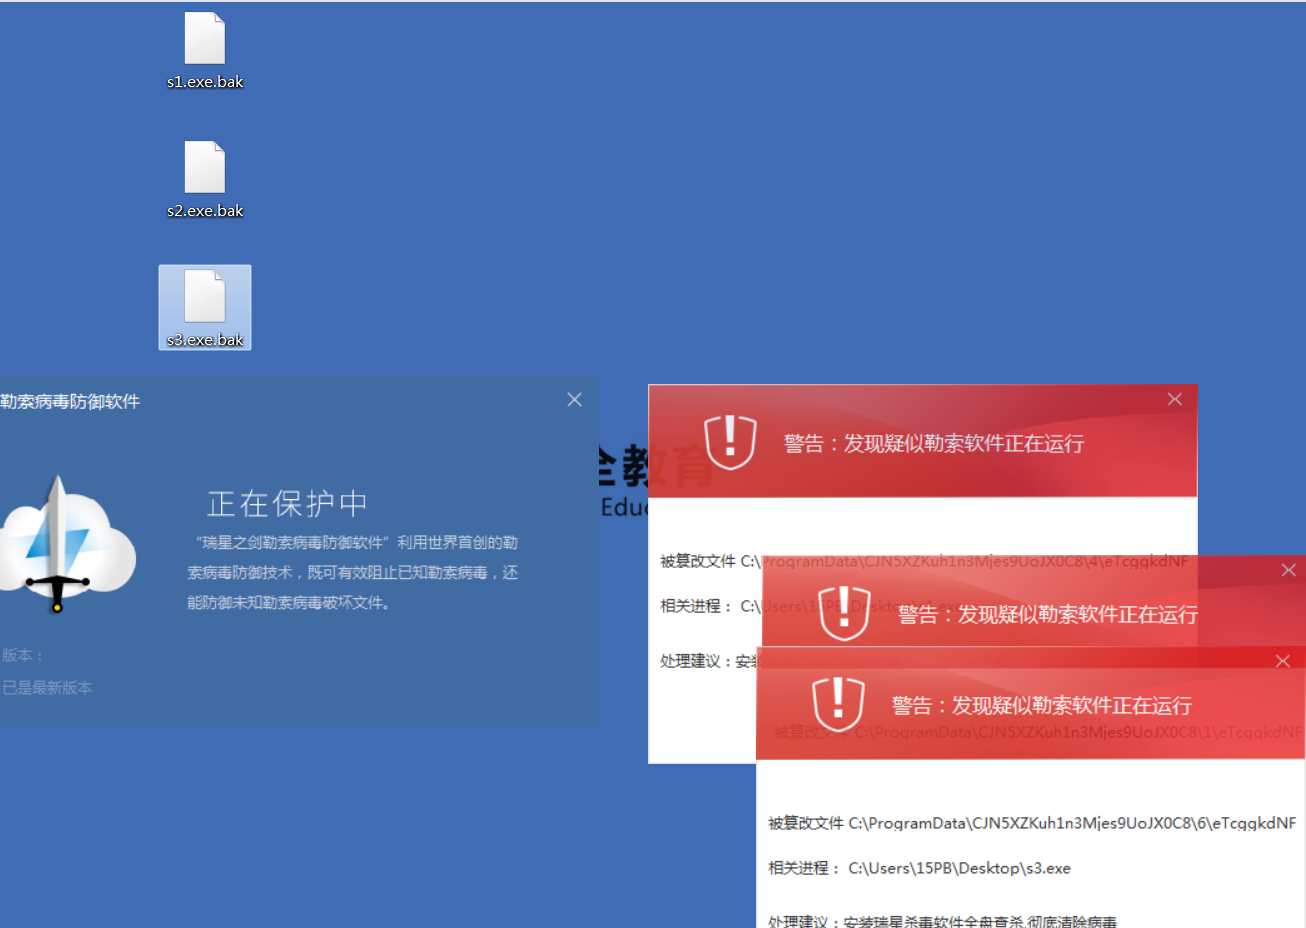 s1.exe.bak
s2.exe.bak
s3.exe.bak
勒索病毒防御软件
正在保护中
“瑞星之剑勒索病毒防御软件”利用世界首创的勒
索病毒防御技术，既可有效阻止已知勒索病毒，还
能防御未知勒索病毒破坏文件。
版本：
已是最新版本
全教育
Educ
警告：发现疑似勒索软件正在运行
被篡改文件 C:\ProgramData\CJN5XZKuh1n3Mjes9UoJX0C8\4\eTcgqkdNF
相关进程： C:\Users\15PB\Desktop
处理建议：安装
警告：发现疑似勒索软件正在运行
被篡改文件 C:\ProgramData\CJN5XZKuh1n3Mjes9UoJX0C8\1\eTcgqkdNF
警告：发现疑似勒索软件正在运行
被篡改文件 C:\ProgramData\CJN5XZKuh1n3Mjes9UoJX0C8\6\eTcgqkdNF
相关进程： C:\Users\15PB\Desktop\s3.exe
处理建议：安装瑞星杀毒软件全盘查杀,彻底清除病毒